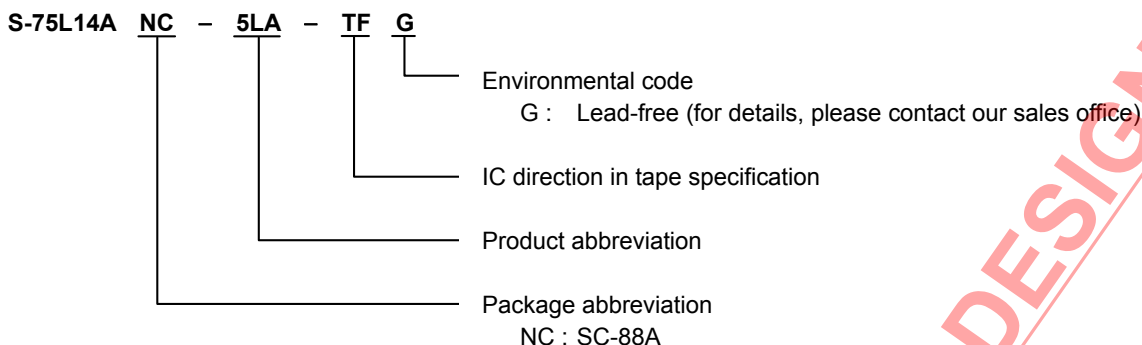 S-75L14A NC – 5LA – TF G
Environmental code
G : Lead-free (for details, please contact our sales office)
IC direction in tape specification
Product abbreviation
Package abbreviation
NC : SC-88A
DESIGN